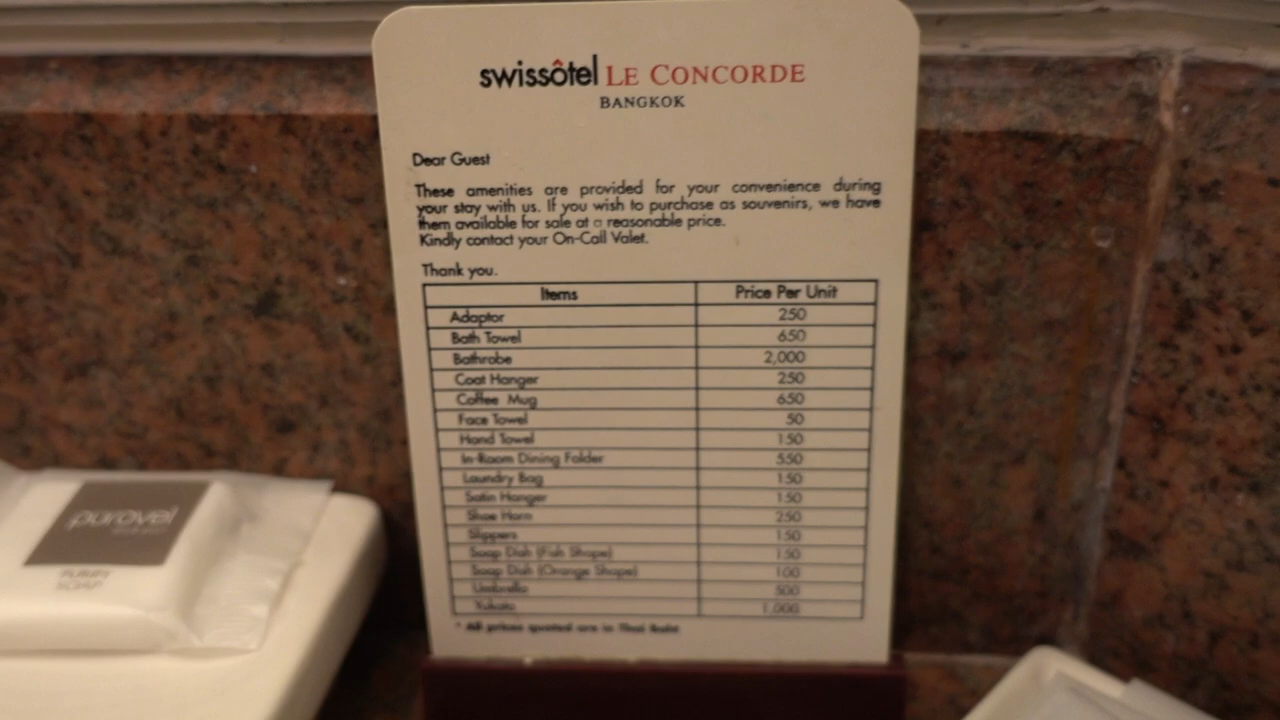 swissôtel LE CONCORDE
BANGKOK
Dear Guest
These amenities are provided for your convenience during
your stay with us. If you wish to purchase as souvenirs, we have
them available for sale at a reasonable price.
Kindly contact your On-Call Valet.
Thank you.
Items Price Per Unit
Adaptor 250
Bath Towel 650
Bathrobe 2,000
Coat Hanger 250
Coffee Mug 650
Face Towel 50
Hand Towel 150
In-Room Dining Folder 550
Laundry Bag 150
Satin Hanger 150
Shoe Horn 250
Slippers 150
Soap Dish (Fish Shape) 150
Soap Dish (Orange Shape) 100
Umbrella 500
Yukata 1,000
* All prices quoted are in Thai Baht
purovel
SOAP